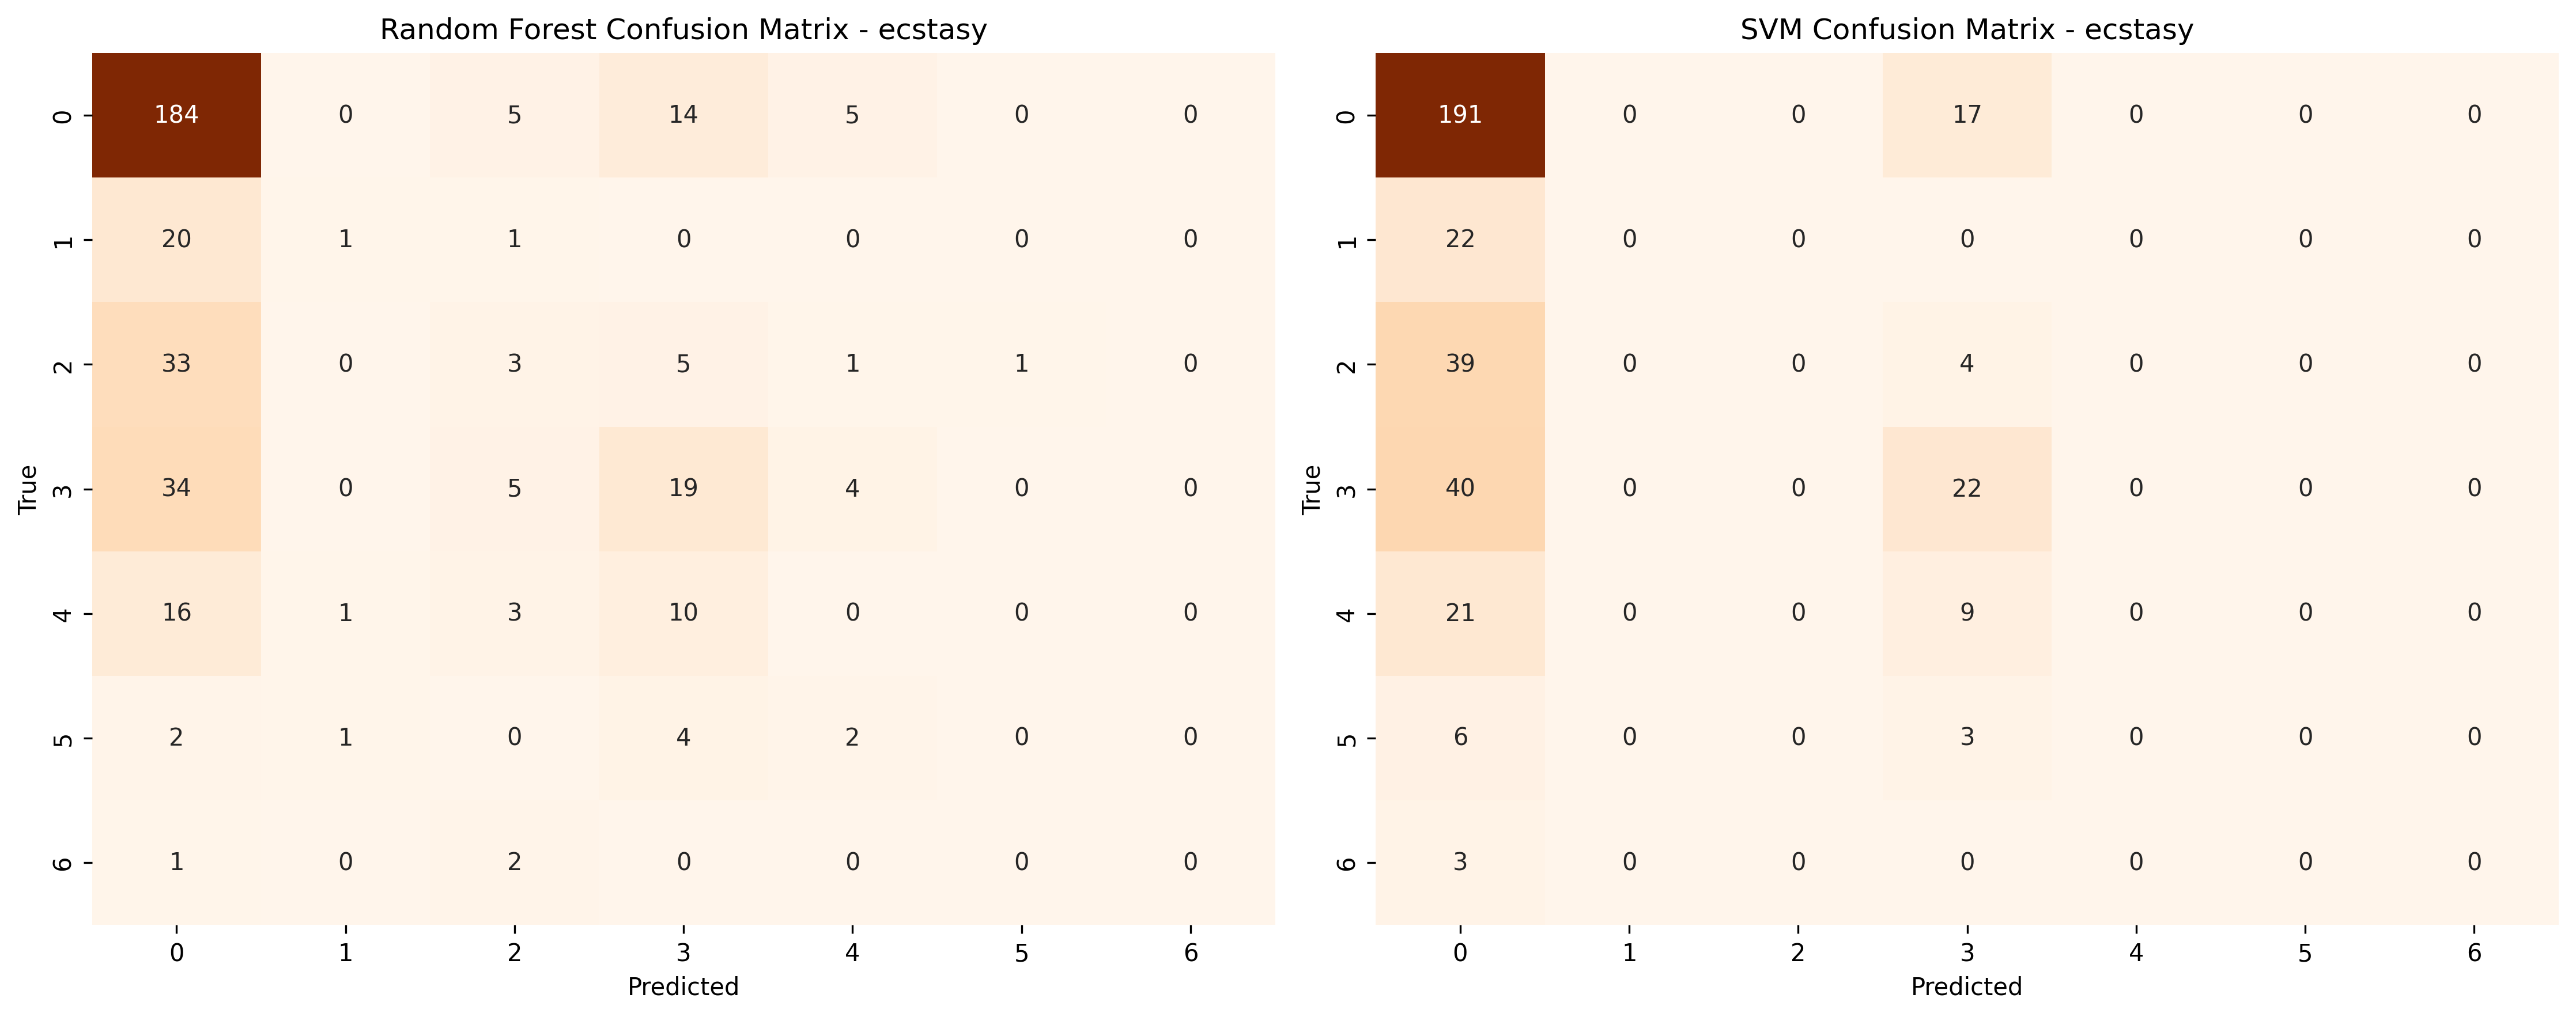 Random Forest Confusion Matrix - ecstasy
True
0 184 0 5 14 5 0 0
1 20 1 1 0 0 0 0
2 33 0 3 5 1 1 0
3 34 0 5 19 4 0 0
4 16 1 3 10 0 0 0
5 2 1 0 4 2 0 0
6 1 0 2 0 0 0 0
0 1 2 3 4 5 6
Predicted
SVM Confusion Matrix - ecstasy
True
0 191 0 0 17 0 0 0
1 22 0 0 0 0 0 0
2 39 0 0 4 0 0 0
3 40 0 0 22 0 0 0
4 21 0 0 9 0 0 0
5 6 0 0 3 0 0 0
6 3 0 0 0 0 0 0
0 1 2 3 4 5 6
Predicted